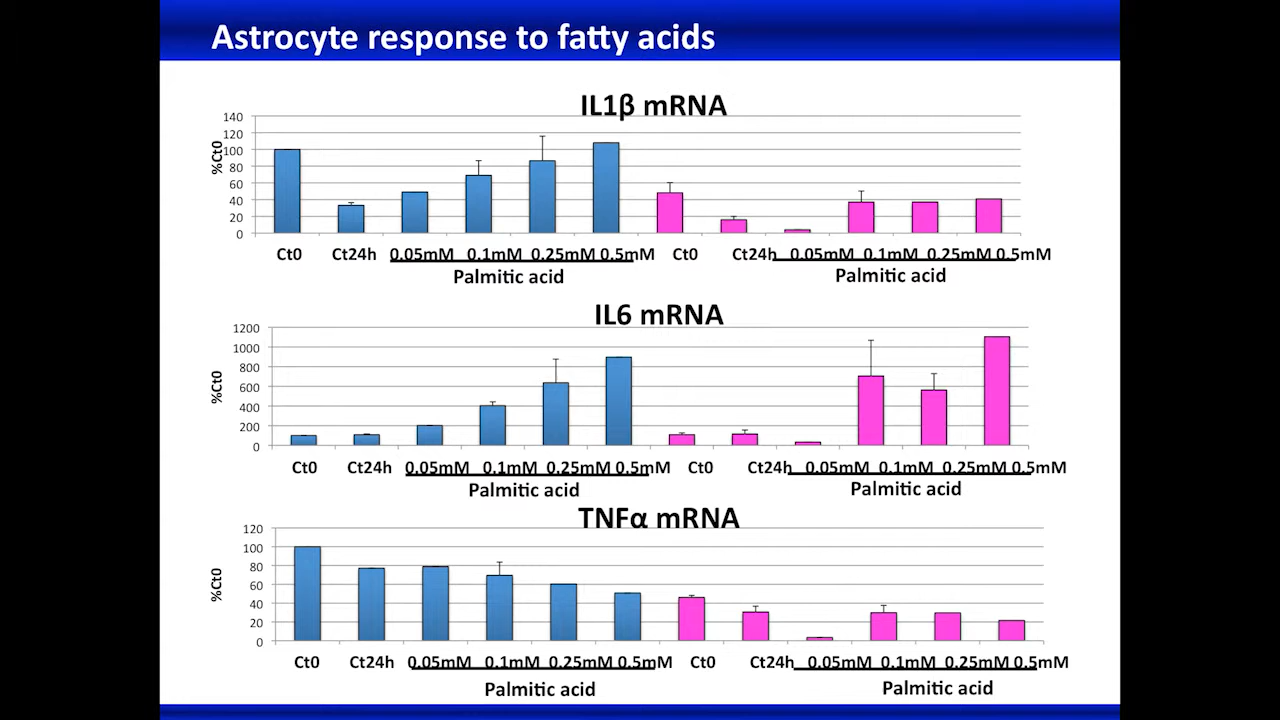 Astrocyte response to fatty acids
IL1β mRNA
%Ct0
140
120
100
80
60
40
20
0
Ct0 Ct24h 0.05mM 0.1mM 0.25mM 0.5mM Ct0 Ct24h 0.05mM 0.1mM 0.25mM 0.5mM
Palmitic acid Palmitic acid
IL6 mRNA
%Ct0
1200
1000
800
600
400
200
0
Ct0 Ct24h 0.05mM 0.1mM 0.25mM 0.5mM Ct0 Ct24h 0.05mM 0.1mM 0.25mM 0.5mM
Palmitic acid Palmitic acid
TNFα mRNA
%Ct0
120
100
80
60
40
20
0
Ct0 Ct24h 0.05mM 0.1mM 0.25mM 0.5mM Ct0 Ct24h 0.05mM 0.1mM 0.25mM 0.5mM
Palmitic acid Palmitic acid